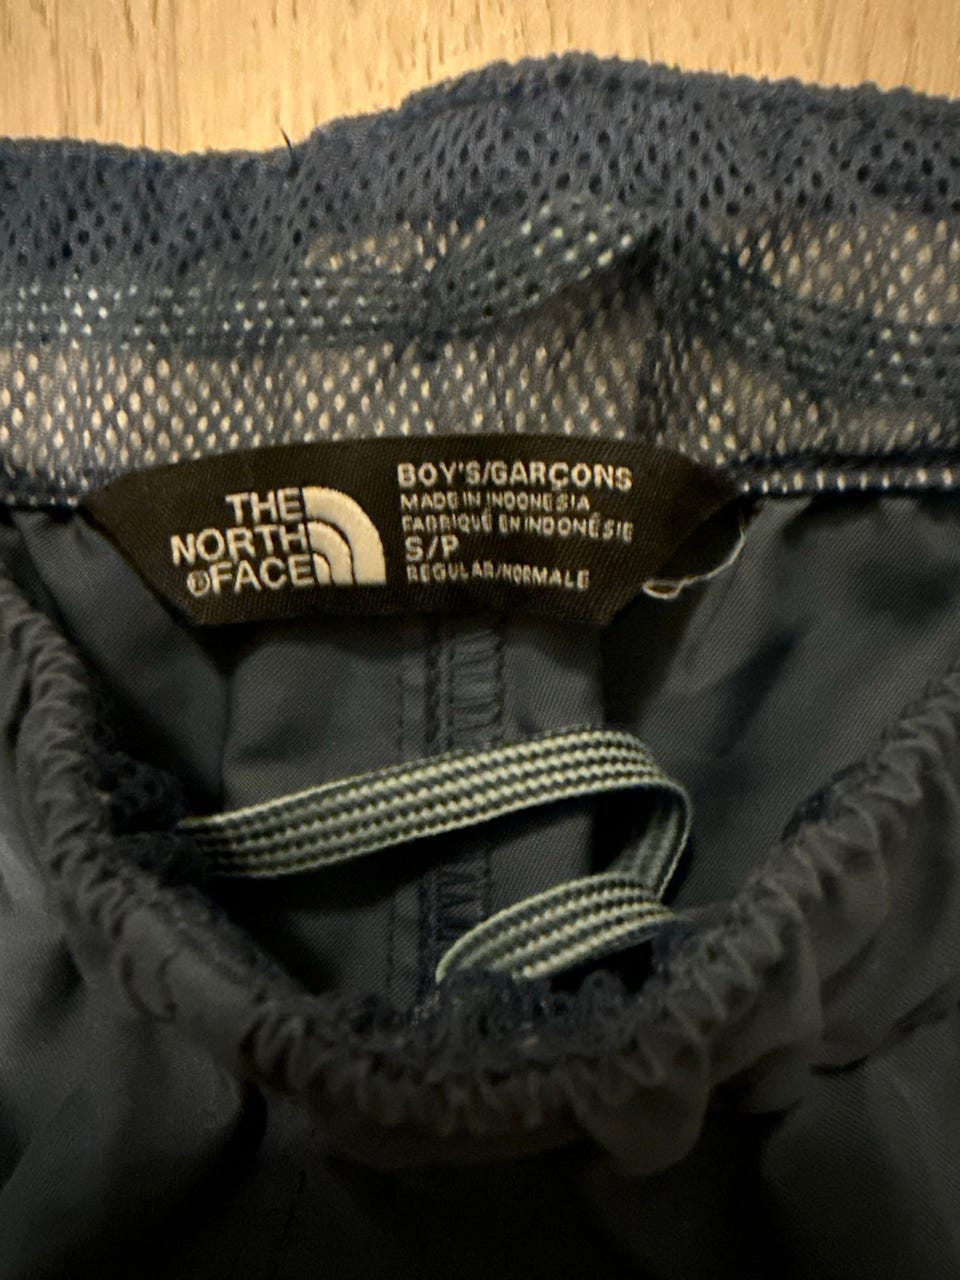 THE
NORTH
®FACE
BOY'S/GARÇONS
MADE IN INDONESIA
FABRIQUÉ EN INDONÉSIE
S/P
REGULAR/NORMALE